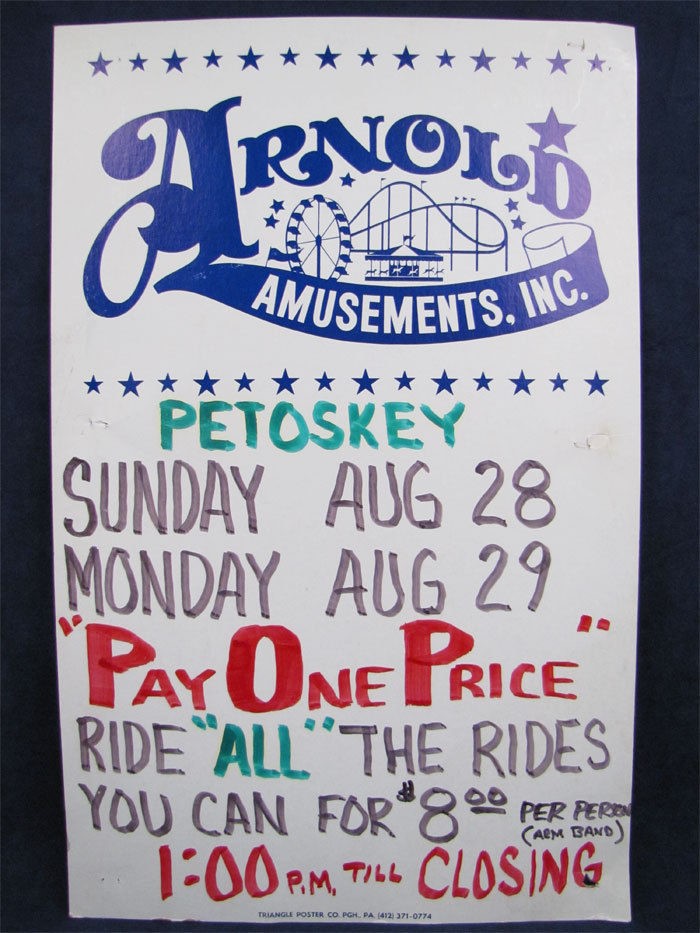 ARNOLD
AMUSEMENTS, INC.
PETOSKEY
SUNDAY AUG 28
MONDAY AUG 29
"PAY ONE PRICE"
RIDE "ALL" THE RIDES
YOU CAN FOR $8.00 PER PERSON
(ARM BAND)
1:00 P.M. TILL CLOSING
TRIANGLE POSTER CO. PGH., PA. (412) 371-0774